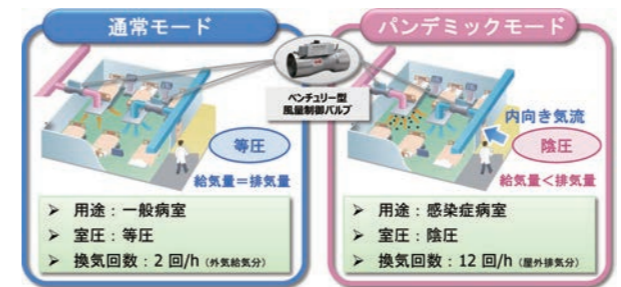 通常モード
パンデミックモード
ベンチュリー型
風量制御バルブ
等圧
給気量＝排気量
内向き気流
陰圧
給気量＜排気量
➢ 用途：一般病室
➢ 室圧：等圧
➢ 換気回数：2 回/h（外気給気分）
➢ 用途：感染症病室
➢ 室圧：陰圧
➢ 換気回数：12 回/h（屋外排気分）